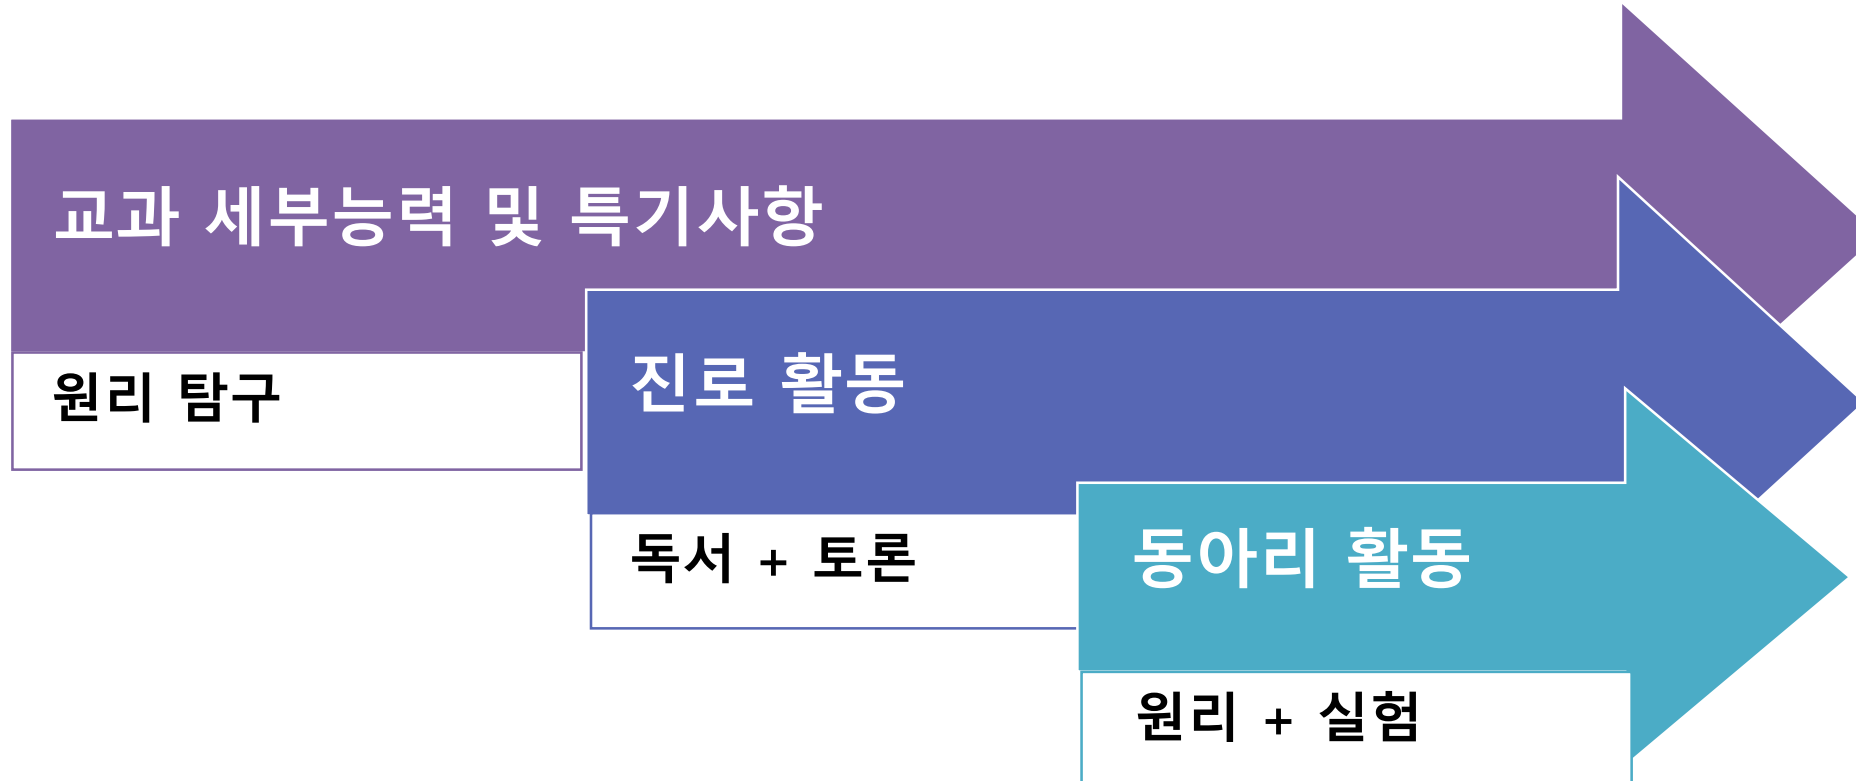 교과 세부능력 및 특기사항
원리 탐구
진로 활동
독서 + 토론
동아리 활동
원리 + 실험